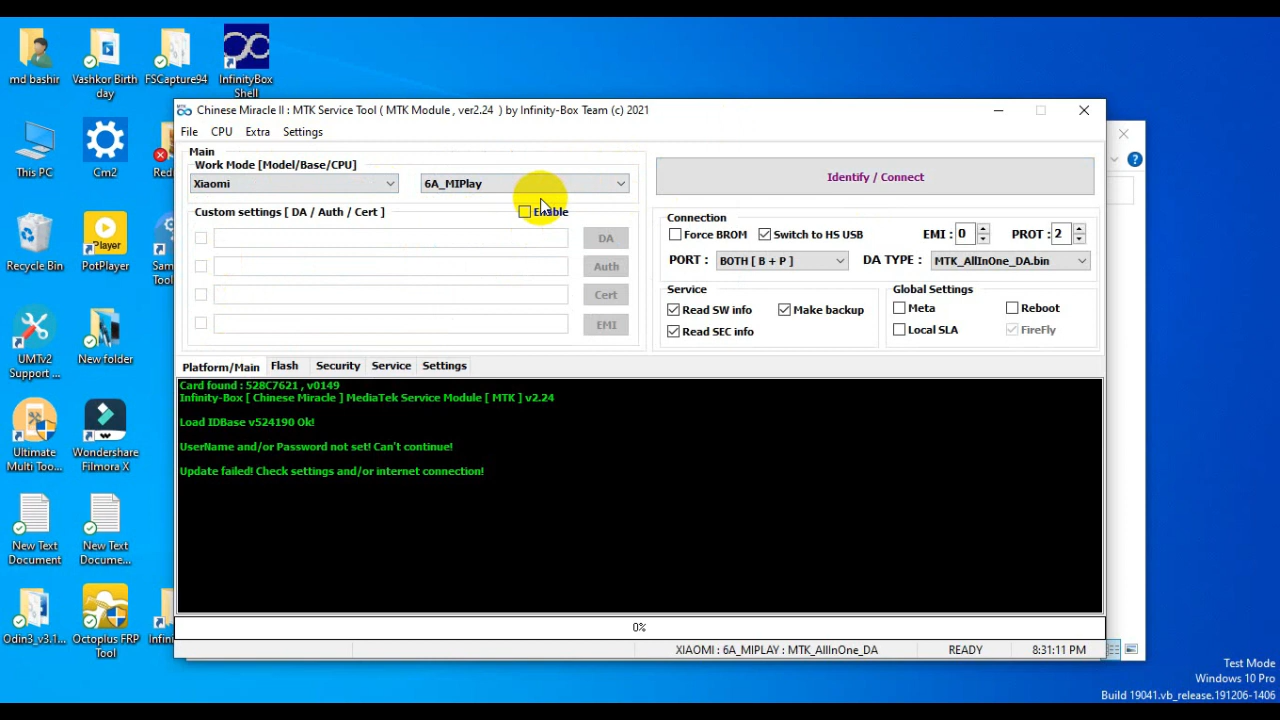 md bashir
Vashkor Birth
day
FSCapture94
InfinityBox
Shell
This PC
Cm2
Recycle Bin
Player
PotPlayer
UMTv2
Support ...
New folder
Ultimate
Multi Too...
Wondershare
Filmora X
New Text
Document
New Text
Docume...
Odin3_v3.1...
Octoplus FRP
Tool
Chinese Miracle II : MTK Service Tool ( MTK Module , ver2.24 ) by Infinity-Box Team (c) 2021
File CPU Extra Settings
Main
Work Mode [Model/Base/CPU]
Xiaomi 6A_MIPlay
Custom settings [ DA / Auth / Cert ] Enable
DA
Auth
Cert
EMI
Identify / Connect
Connection
Force BROM Switch to HS USB EMI : 0 PROT : 2
PORT : BOTH [ B + P ] DA TYPE : MTK_AllInOne_DA.bin
Service
Read SW info Make backup
Read SEC info
Global Settings
Meta Reboot
Local SLA FireFly
Platform/Main Flash Security Service Settings
Card found : 528C7621 , v0149
Infinity-Box [ Chinese Miracle ] MediaTek Service Module [ MTK ] v2.24
Load IDBase v524190 Ok!
UserName and/or Password not set! Can't continue!
Update failed! Check settings and/or internet connection!
0%
XIAOMI : 6A_MIPLAY : MTK_AllInOne_DA READY 8:31:11 PM
Test Mode
Windows 10 Pro
Build 19041.vb_release.191206-1406